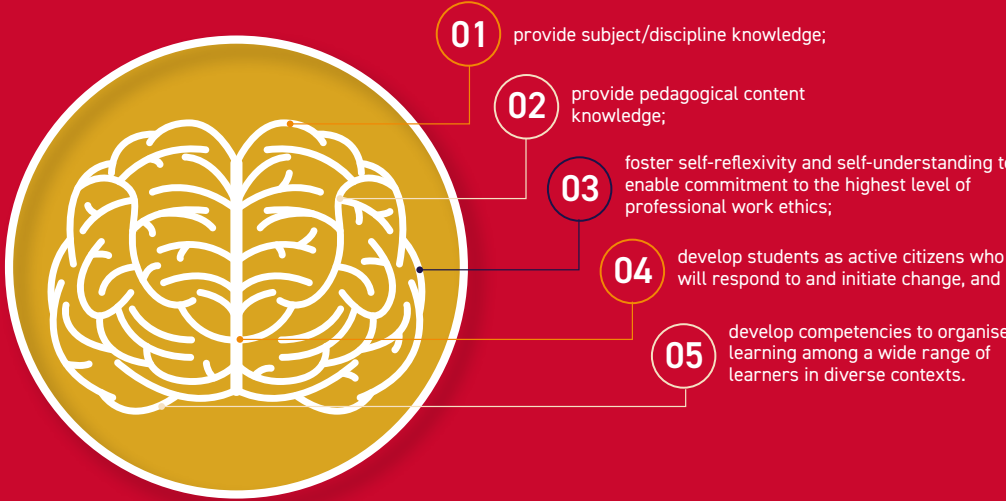 01
provide subject/discipline knowledge;
02
provide pedagogical content
knowledge;
03
foster self-reflexivity and self-understanding to
enable commitment to the highest level of
professional work ethics;
04
develop students as active citizens who
will respond to and initiate change, and
05
develop competencies to organise
learning among a wide range of
learners in diverse contexts.